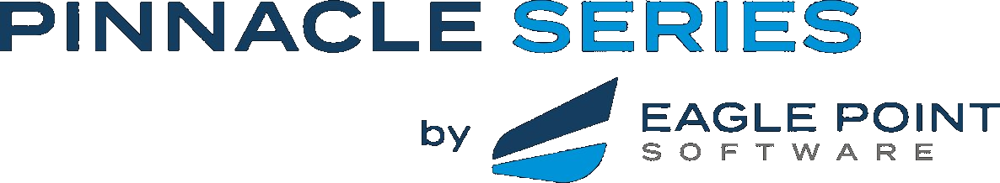 PINNACLE SERIES
by EAGLE POINT
SOFTWARE